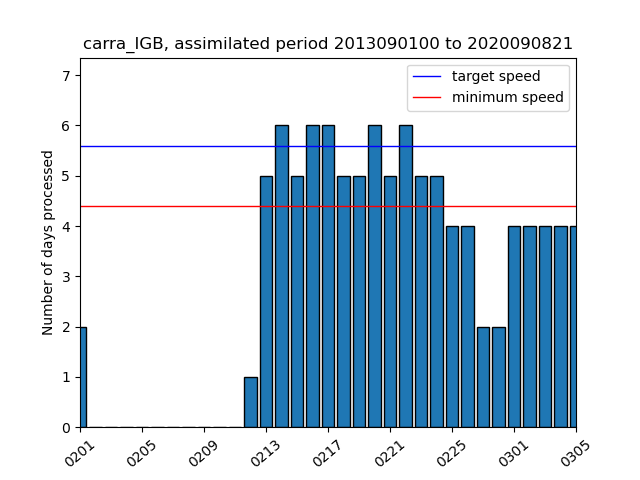 carra_IGB, assimilated period 2013090100 to 2020090821
target speed
minimum speed
Number of days processed
7
6
5
4
3
2
1
0
0201 0205 0209 0213 0217 0221 0225 0301 0305